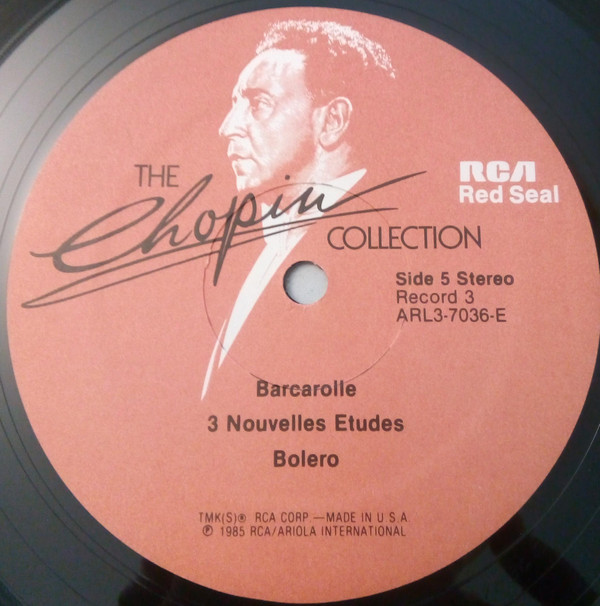 THE
Chopin
COLLECTION
RCA
Red Seal
Side 5 Stereo
Record 3
ARL3-7036-E
Barcarolle
3 Nouvelles Etudes
Bolero
TMK(S)® RCA CORP —MADE IN U.S.A
℗ 1985 RCA/ARIOLA INTERNATIONAL